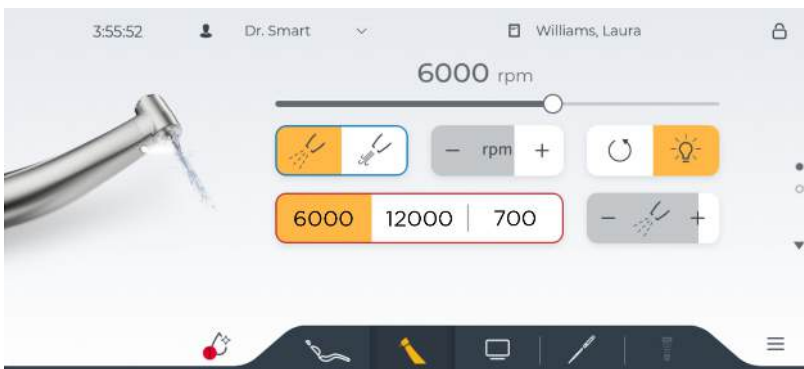 3:55:52 Dr. Smart Williams, Laura
6000 rpm
− rpm +
6000 12000 | 700
− +